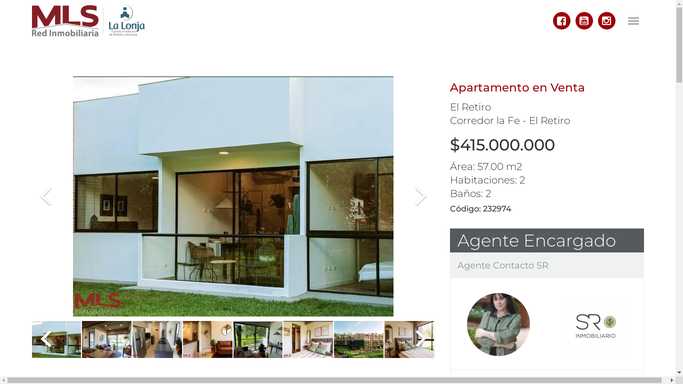 MLS
Red Inmobiliaria
La Lonja
Apartamento en Venta
El Retiro
Corredor la Fe - El Retiro
$415.000.000
Área: 57.00 m2
Habitaciones: 2
Baños: 2
Código: 232974
Agente Encargado
Agente Contacto SR
MLS
SR
INMOBILIARIO